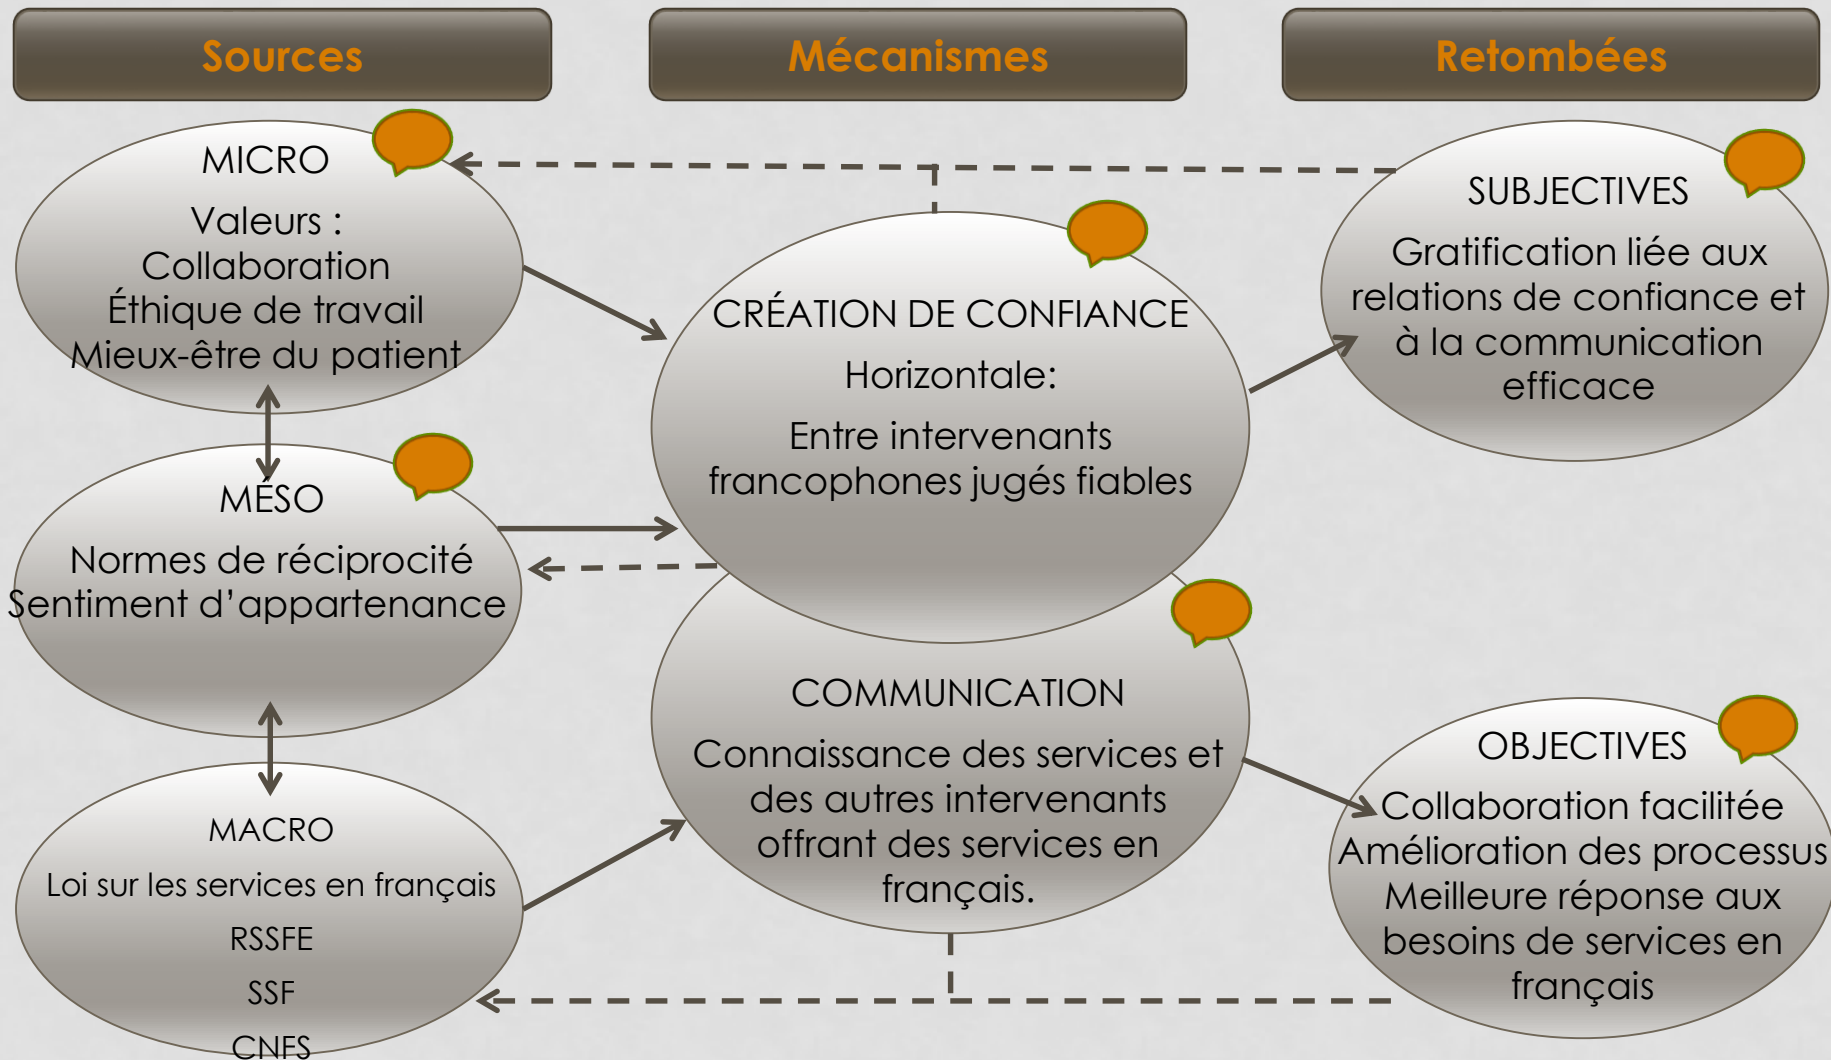 Sources
Mécanismes
Retombées
MICRO
Valeurs :
Collaboration
Éthique de travail
Mieux-être du patient
MÉSO
Normes de réciprocité
Sentiment d’appartenance
MACRO
Loi sur les services en français
RSSFE
SSF
CNFS
CRÉATION DE CONFIANCE
Horizontale:
Entre intervenants
francophones jugés fiables
COMMUNICATION
Connaissance des services et
des autres intervenants
offrant des services en
français.
SUBJECTIVES
Gratification liée aux
relations de confiance et
à la communication
efficace
OBJECTIVES
Collaboration facilitée
Amélioration des processus
Meilleure réponse aux
besoins de services en
français